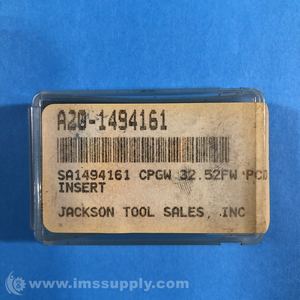 A20-1494161
SA1494161 CPGW 32.52FW PCD
INSERT
JACKSON TOOL SALES, INC
© www.imssupply.com